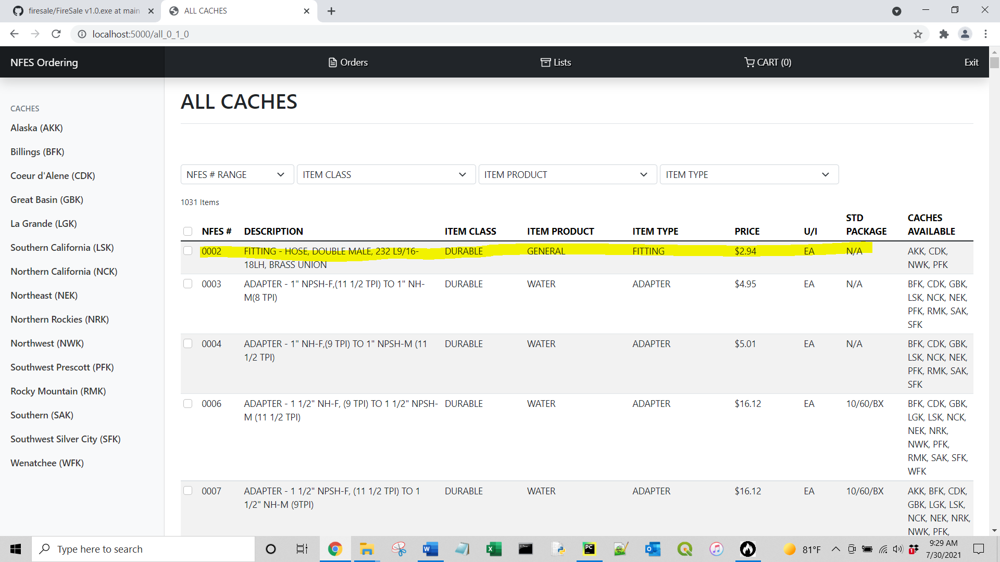 firesale/FireSale v1.0.exe at main
ALL CACHES
localhost:5000/all_0_1_0
NFES Ordering
Orders
Lists
CART (0)
Exit
CACHES
Alaska (AKK)
Billings (BFK)
Coeur d'Alene (CDK)
Great Basin (GBK)
La Grande (LGK)
Southern California (LSK)
Northern California (NCK)
Northeast (NEK)
Northern Rockies (NRK)
Northwest (NWK)
Southwest Prescott (PFK)
Rocky Mountain (RMK)
Southern (SAK)
Southwest Silver City (SFK)
Wenatchee (WFK)
ALL CACHES
NFES # RANGE
ITEM CLASS
ITEM PRODUCT
ITEM TYPE
1031 Items
NFES # DESCRIPTION ITEM CLASS ITEM PRODUCT ITEM TYPE PRICE U/I STD PACKAGE CACHES AVAILABLE
0002 FITTING - HOSE, DOUBLE MALE, 232 L9/16- DURABLE GENERAL FITTING $2.94 EA N/A AKK, CDK,
18LH, BRASS UNION NWK, PFK
0003 ADAPTER - 1" NPSH-F,(11 1/2 TPI) TO 1" NH- DURABLE WATER ADAPTER $4.95 EA N/A BFK, CDK, GBK,
M(8 TPI) LSK, NCK, NEK,
PFK, RMK, SAK,
SFK
0004 ADAPTER - 1" NH-F,(9 TPI) TO 1" NPSH-M (11 DURABLE WATER ADAPTER $5.01 EA N/A BFK, CDK, GBK,
1/2 TPI) LSK, NCK, NEK,
PFK, RMK, SAK,
SFK
0006 ADAPTER - 1 1/2" NH-F, (9 TPI) TO 1 1/2" NPSH- DURABLE WATER ADAPTER $16.12 EA 10/60/BX BFK, CDK, GBK,
M (11 1/2 TPI) LGK, LSK, NCK,
NEK, NRK,
NWK, PFK,
RMK, SAK, SFK,
WFK
0007 ADAPTER - 1 1/2" NPSH-F, (11 1/2 TPI) TO 1 DURABLE WATER ADAPTER $16.12 EA 10/60/BX AKK, BFK, CDK,
1/2" NH-M (9TPI) GBK, LGK, LSK,
NCK, NEK, NRK,
NWK, PFK,
Type here to search
81°F
9:29 AM
7/30/2021